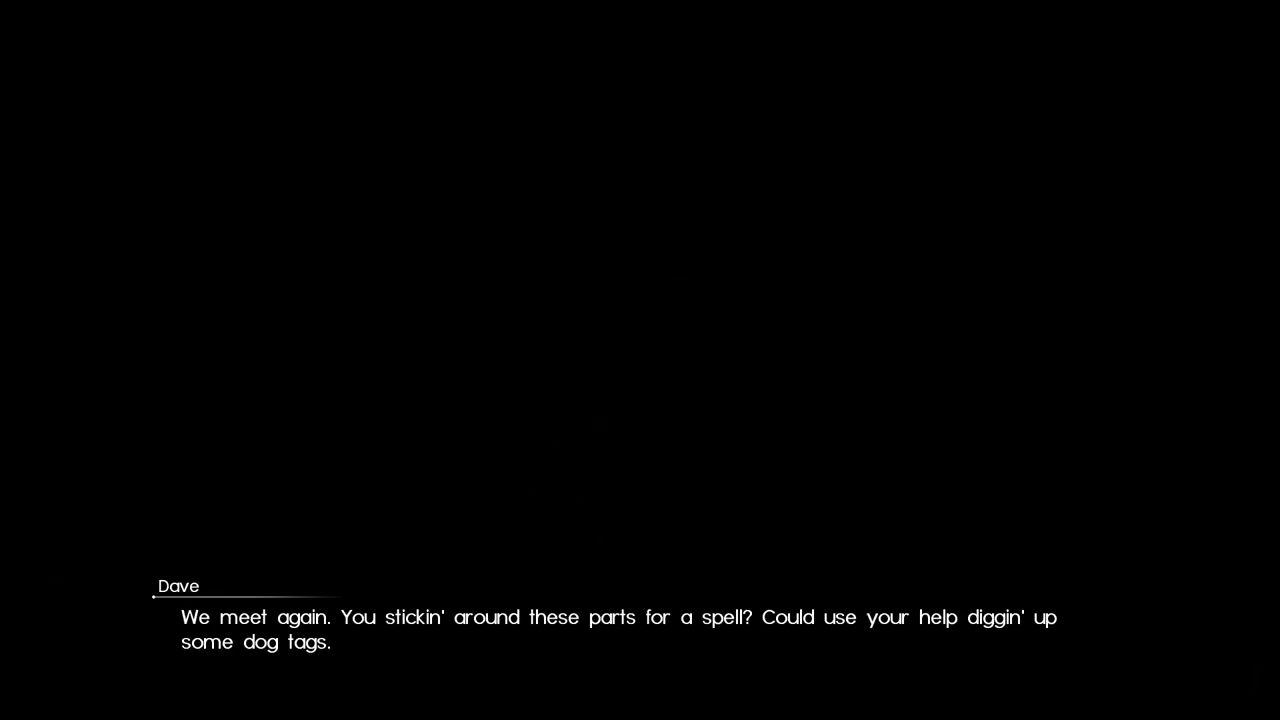 Dave
We meet again. You stickin' around these parts for a spell? Could use your help diggin' up
some dog tags.